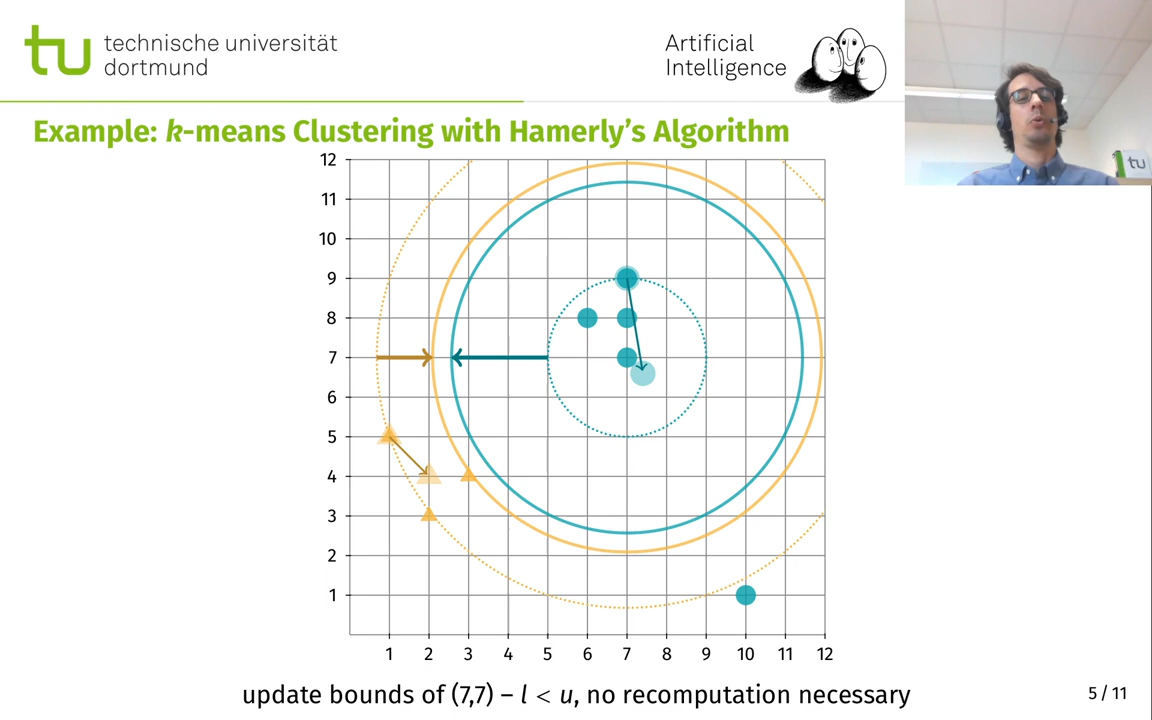 technische universität
dortmund
Artificial
Intelligence
tu
Example: k-means Clustering with Hamerly's Algorithm
12
11
10
9
8
7
6
5
4
3
2
1
1 2 3 4 5 6 7 8 9 10 11 12
update bounds of (7,7) – l < u, no recomputation necessary
5 / 11
tu